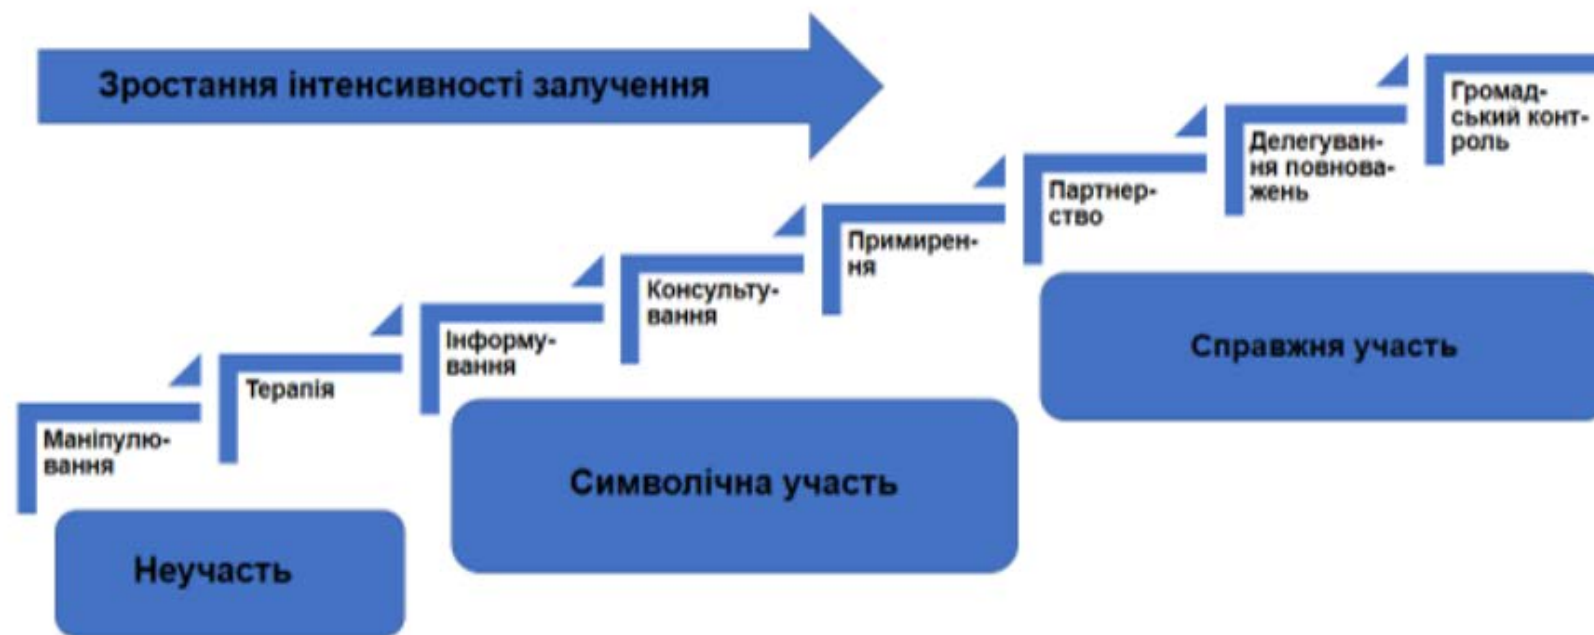 Зростання інтенсивності залучення
Маніпулю-
вання
Терапія
Інформу-
вання
Консульту-
вання
Примирен-
ня
Партнер-
ство
Делегуван-
ня повнова-
жень
Громад-
ський конт-
роль
Неучасть
Символічна участь
Справжня участь